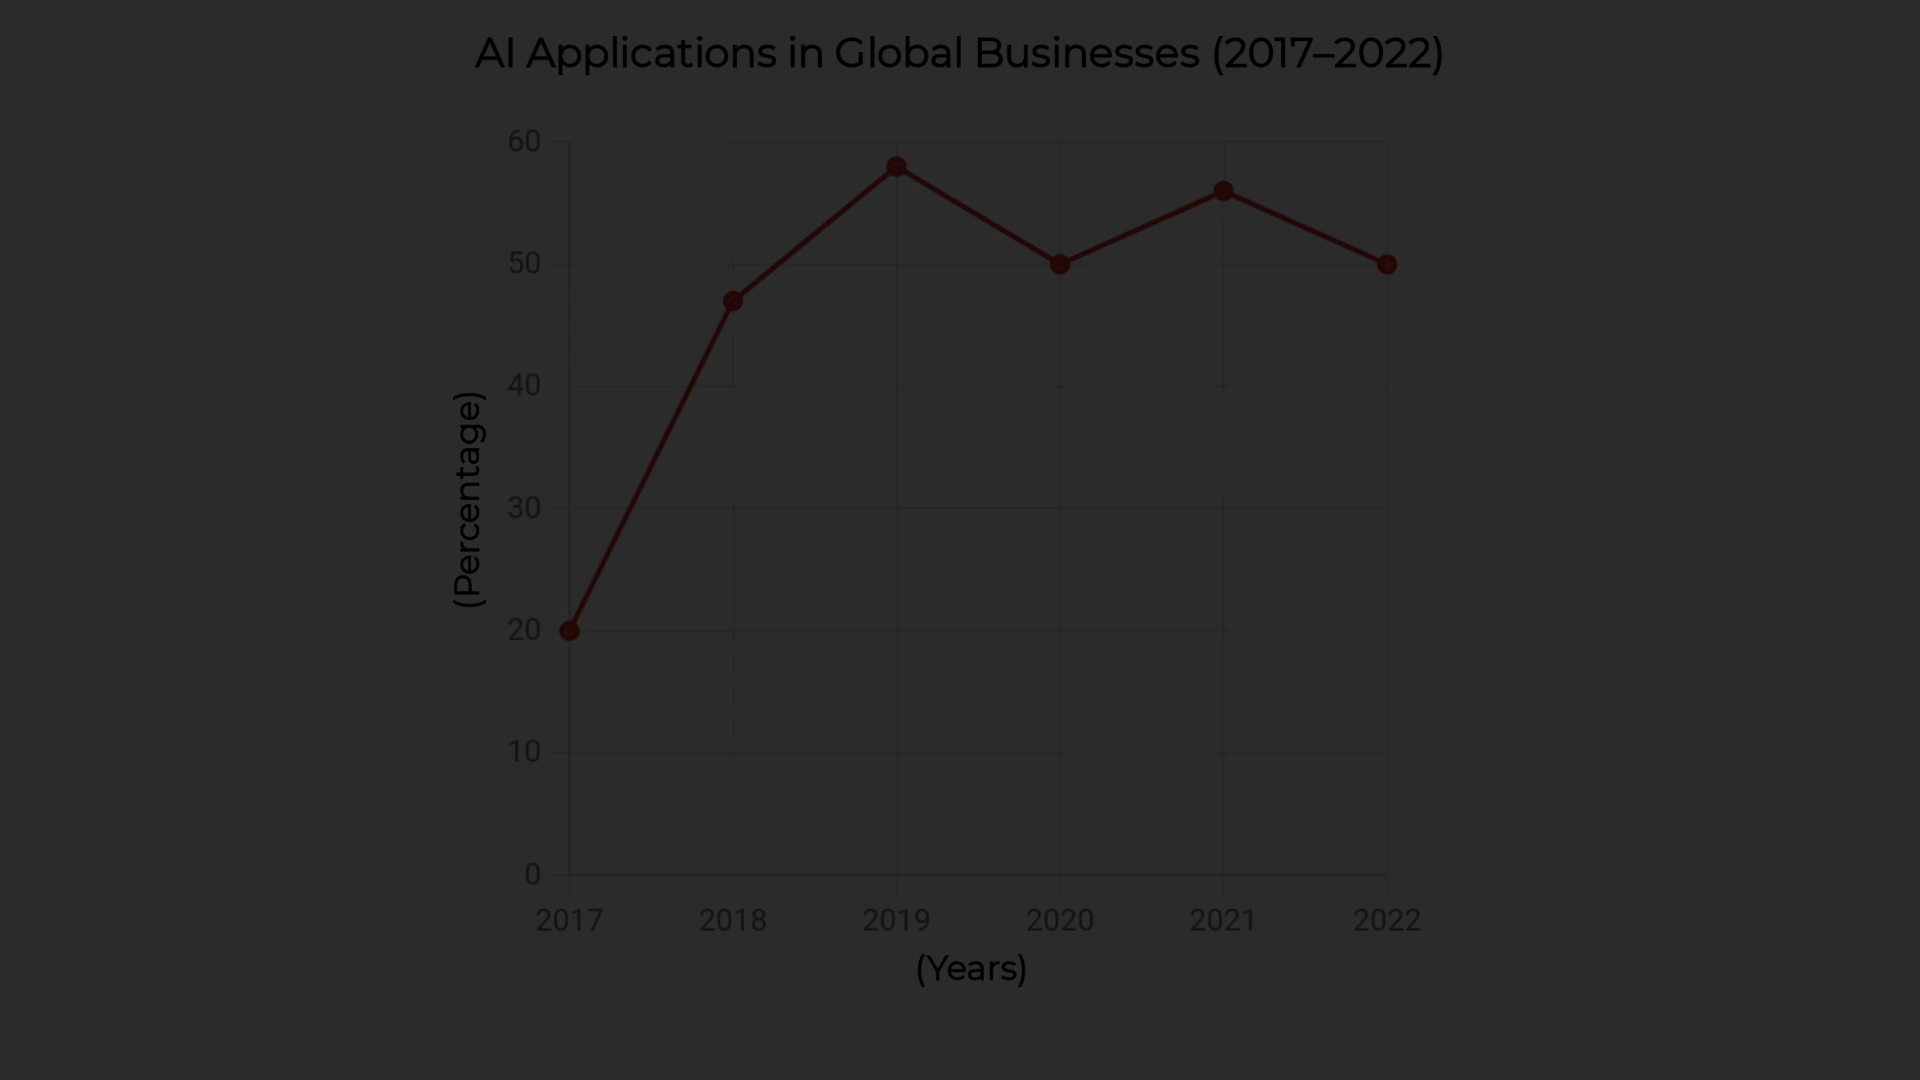 AI Applications in Global Businesses (2017–2022)
60
50
40
30
20
10
0
(Percentage)
2017 2018 2019 2020 2021 2022
(Years)